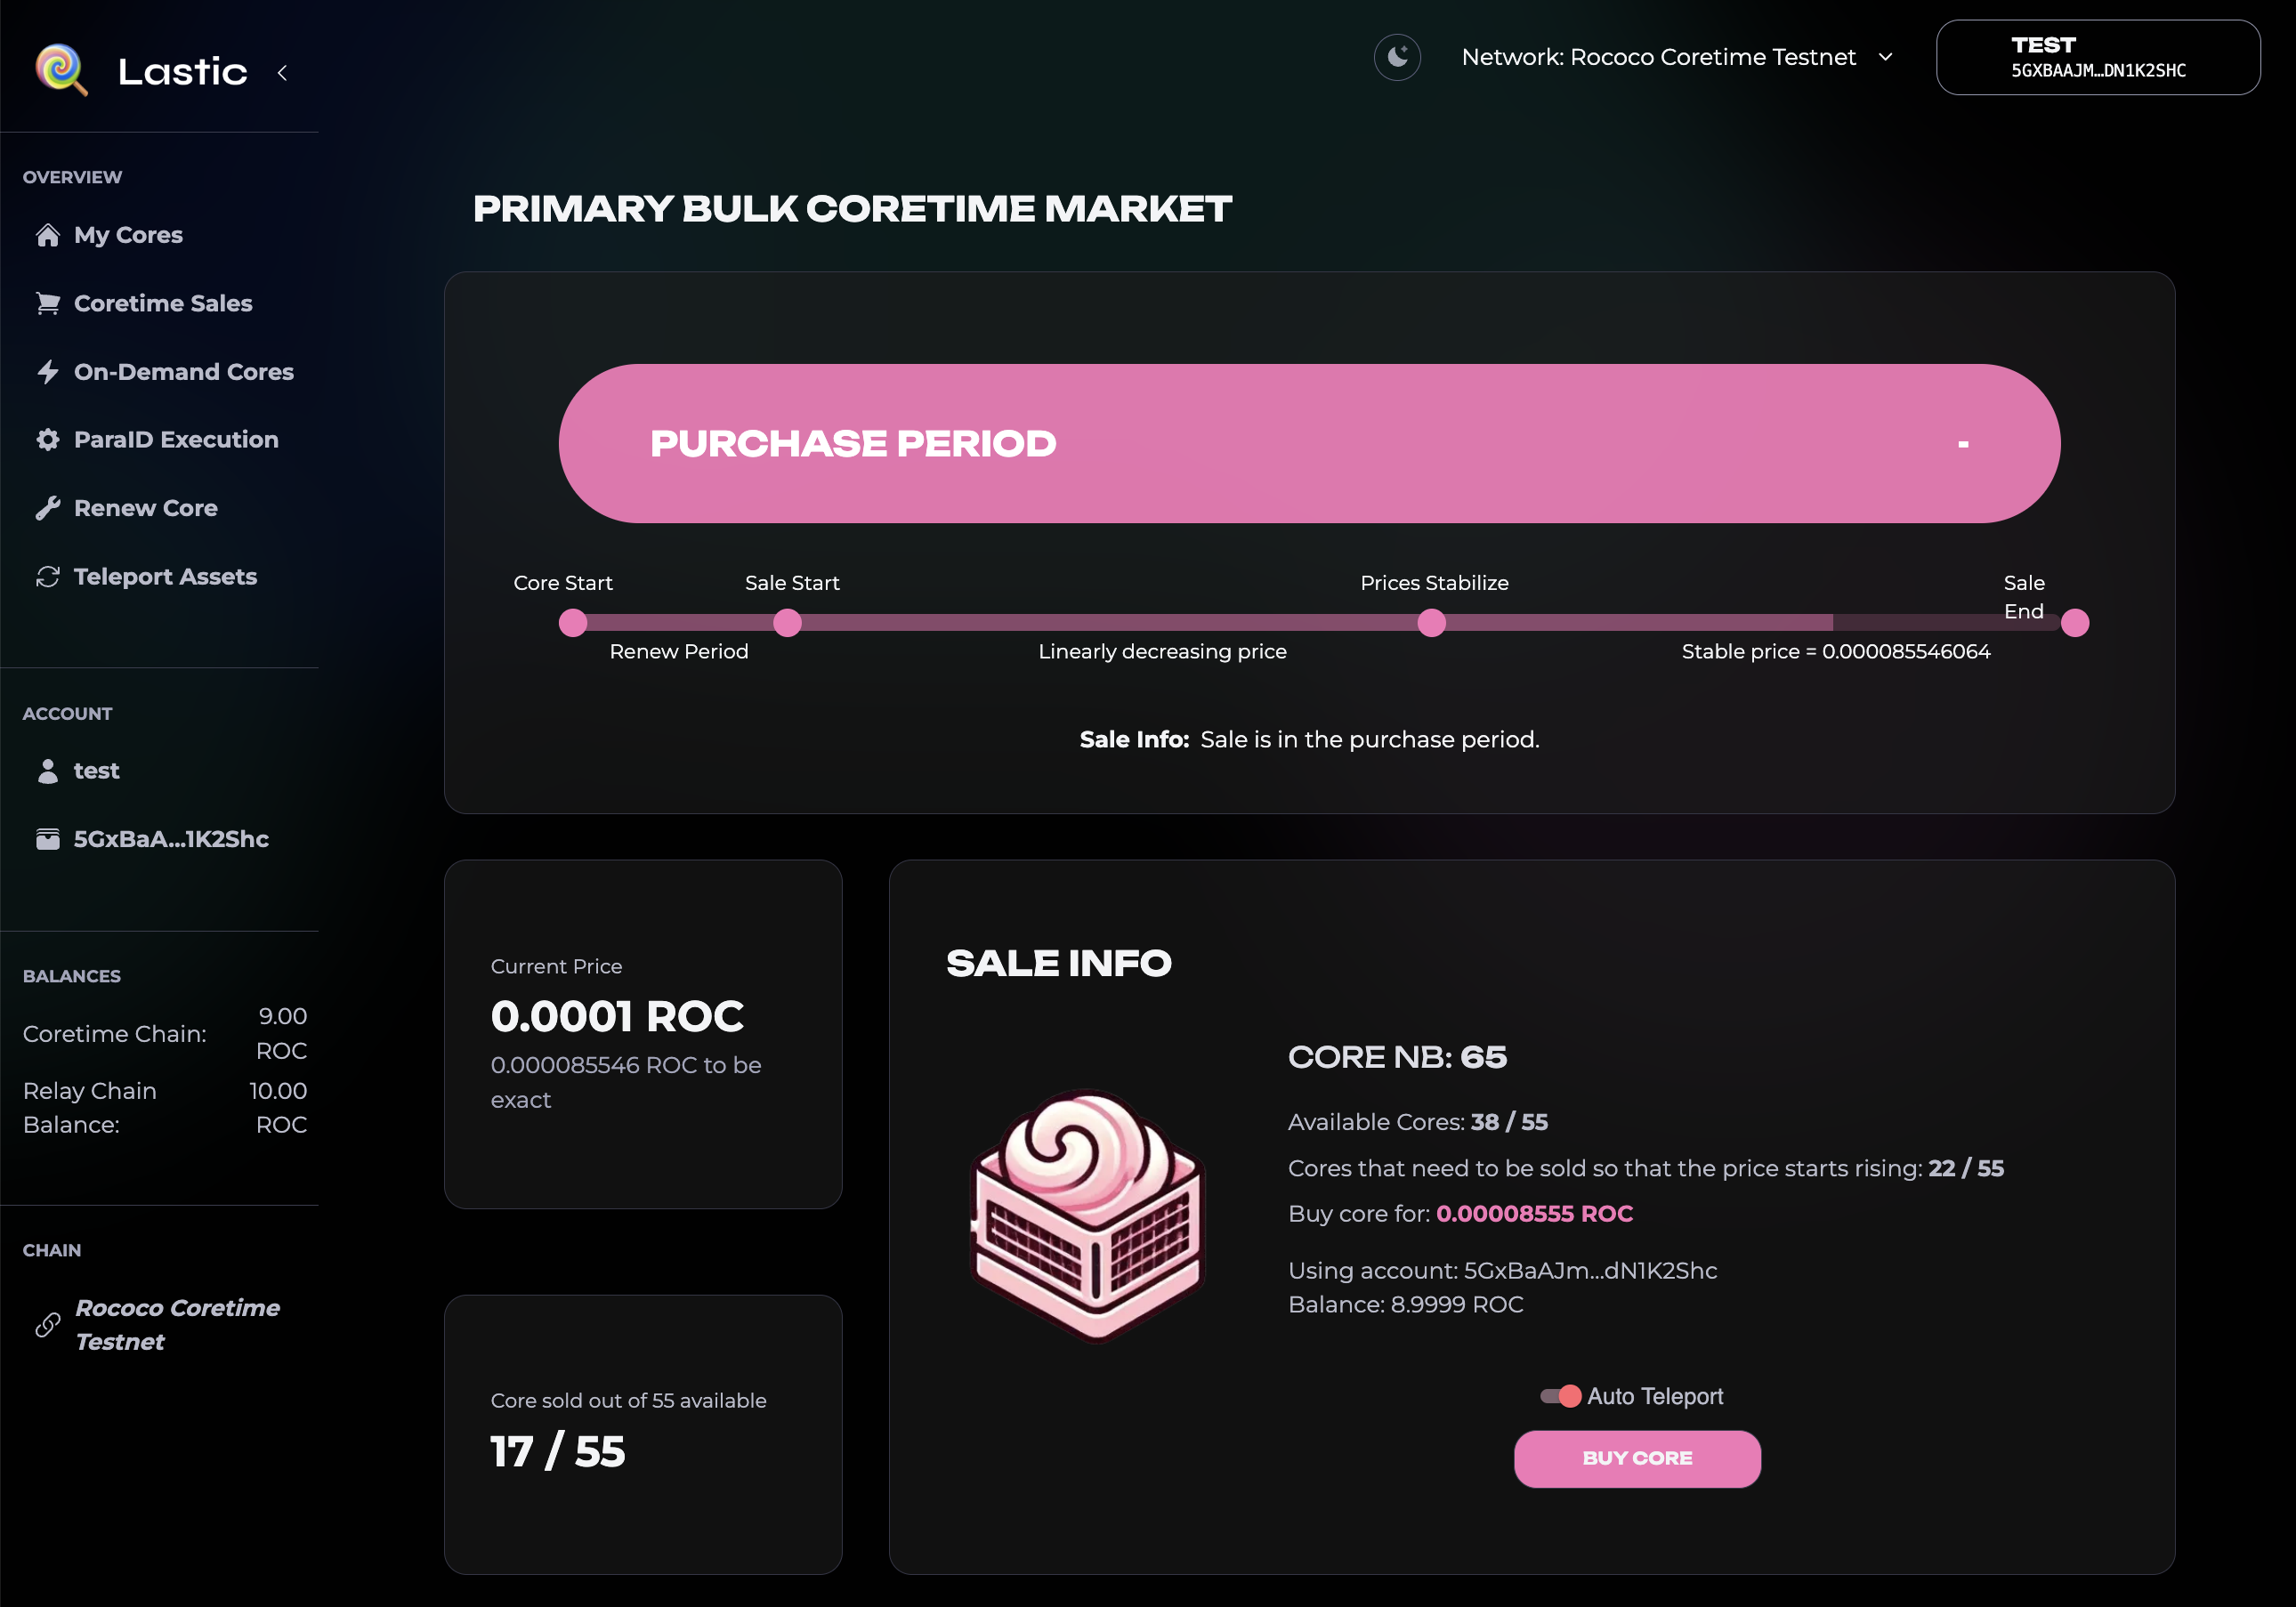 Lastic
Network: Rococo Coretime Testnet
TEST
5GXBAAJM…DN1K2SHC
OVERVIEW
My Cores
Coretime Sales
On-Demand Cores
ParaID Execution
Renew Core
Teleport Assets
ACCOUNT
test
5GxBaA...1K2Shc
BALANCES
Coretime Chain:
9.00
ROC
Relay Chain
Balance:
10.00
ROC
CHAIN
Rococo Coretime
Testnet
PRIMARY BULK CORETIME MARKET
PURCHASE PERIOD
-
Core Start
Sale Start
Prices Stabilize
Sale
End
Renew Period
Linearly decreasing price
Stable price = 0.000085546064
Sale Info: Sale is in the purchase period.
Current Price
0.0001 ROC
0.000085546 ROC to be
exact
Core sold out of 55 available
17 / 55
SALE INFO
CORE NB: 65
Available Cores: 38 / 55
Cores that need to be sold so that the price starts rising: 22 / 55
Buy core for: 0.00008555 ROC
Using account: 5GxBaAJm...dN1K2Shc
Balance: 8.9999 ROC
Auto Teleport
BUY CORE